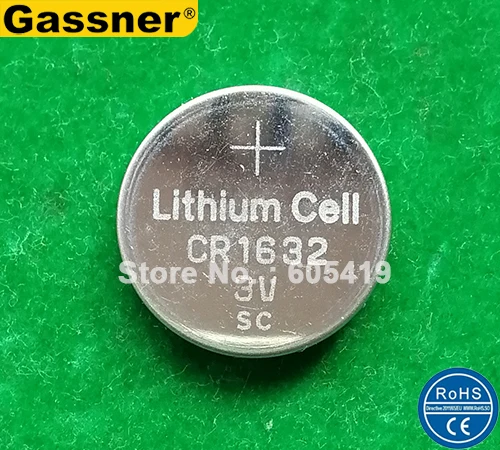 Gassner®
Lithium Cell
CR1632
Store No. : 605419
3V
SC
RoHS
CE